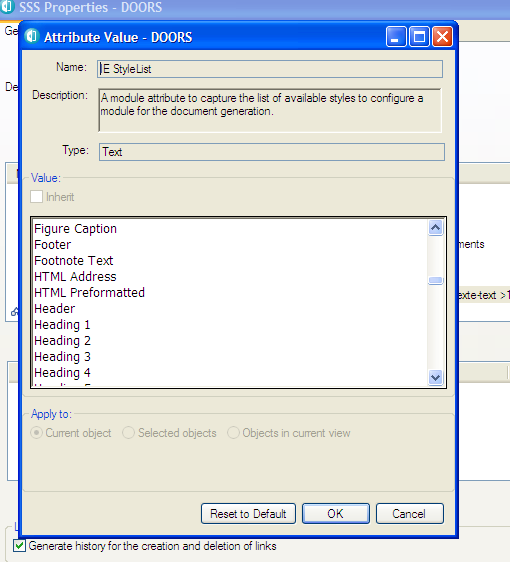 SSS Properties - DOORS
Attribute Value - DOORS
Name:
IE StyleList
Description:
A module attribute to capture the list of available styles to configure a
module for the document generation.
Type:
Text
Value:
Inherit
Figure Caption
Footer
Footnote Text
HTML Address
HTML Preformatted
Header
Heading 1
Heading 2
Heading 3
Heading 4
Apply to:
Current object
Selected objects
Objects in current view
Reset to Default
OK
Cancel
Ge
De
ments
exte-text >1
Generate history for the creation and deletion of links